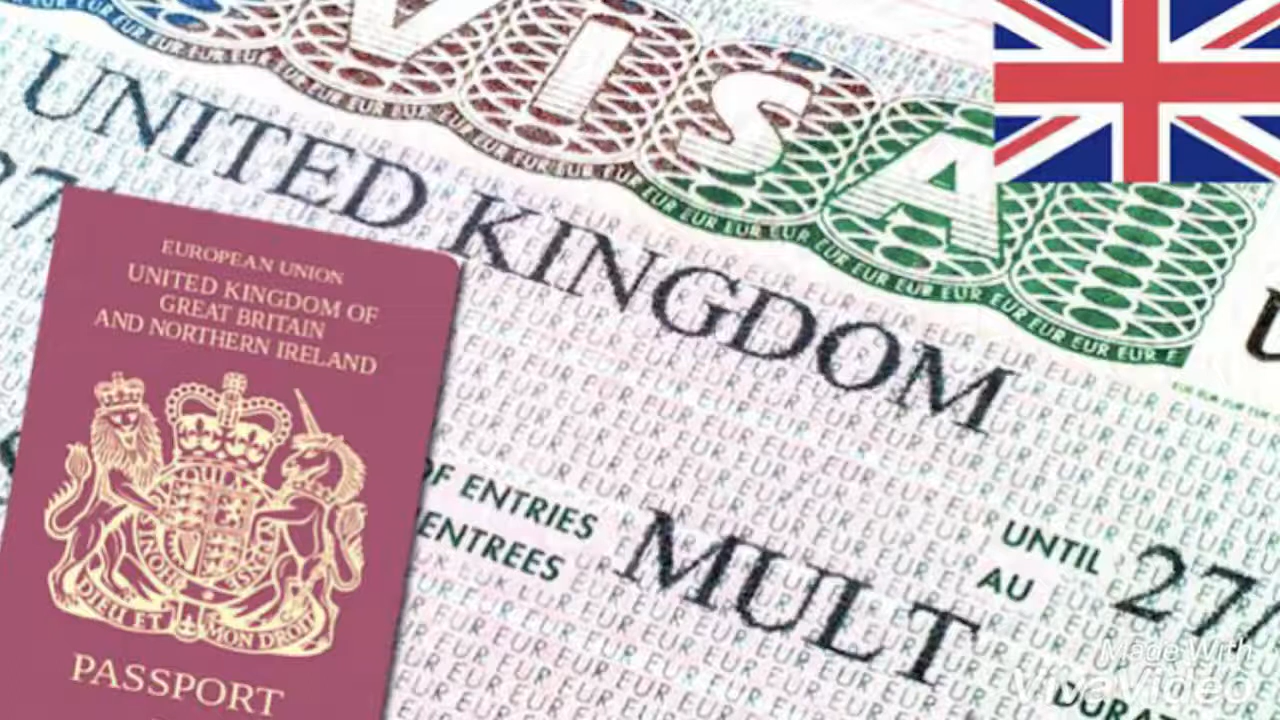 VISA
UNITED KINGDOM
EUROPEAN UNION
UNITED KINGDOM OF
GREAT BRITAIN
AND NORTHERN IRELAND
DIEU ET MON DROIT
PASSPORT
OF ENTRIES
ENTREES
MULT
UNTIL
AU
27/
Made With
VivaVideo